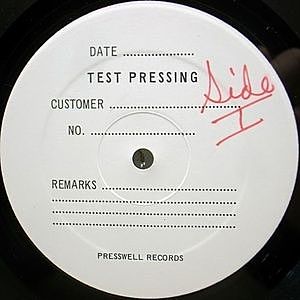 DATE ....................
TEST PRESSING
CUSTOMER ............................
NO. .............................
REMARKS .............................
PRESSWELL RECORDS
Side
I